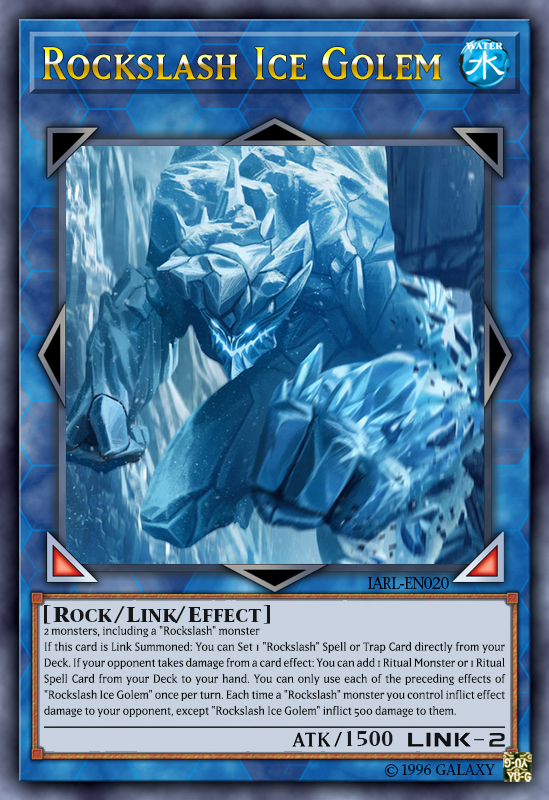 Rockslash Ice Golem
WATER
水
IARL-EN020
[Rock/Link/Effect]
2 monsters, including a "Rockslash" monster
If this card is Link Summoned: You can Set 1 "Rockslash" Spell or Trap Card directly from your
Deck. If your opponent takes damage from a card effect: You can add 1 Ritual Monster or 1 Ritual
Spell Card from your Deck to your hand. You can only use each of the preceding effects of
"Rockslash Ice Golem" once per turn. Each time a "Rockslash" monster you control inflict effect
damage to your opponent, except "Rockslash Ice Golem" inflict 500 damage to them.
ATK/1500 LINK-2
© 1996 GALAXY